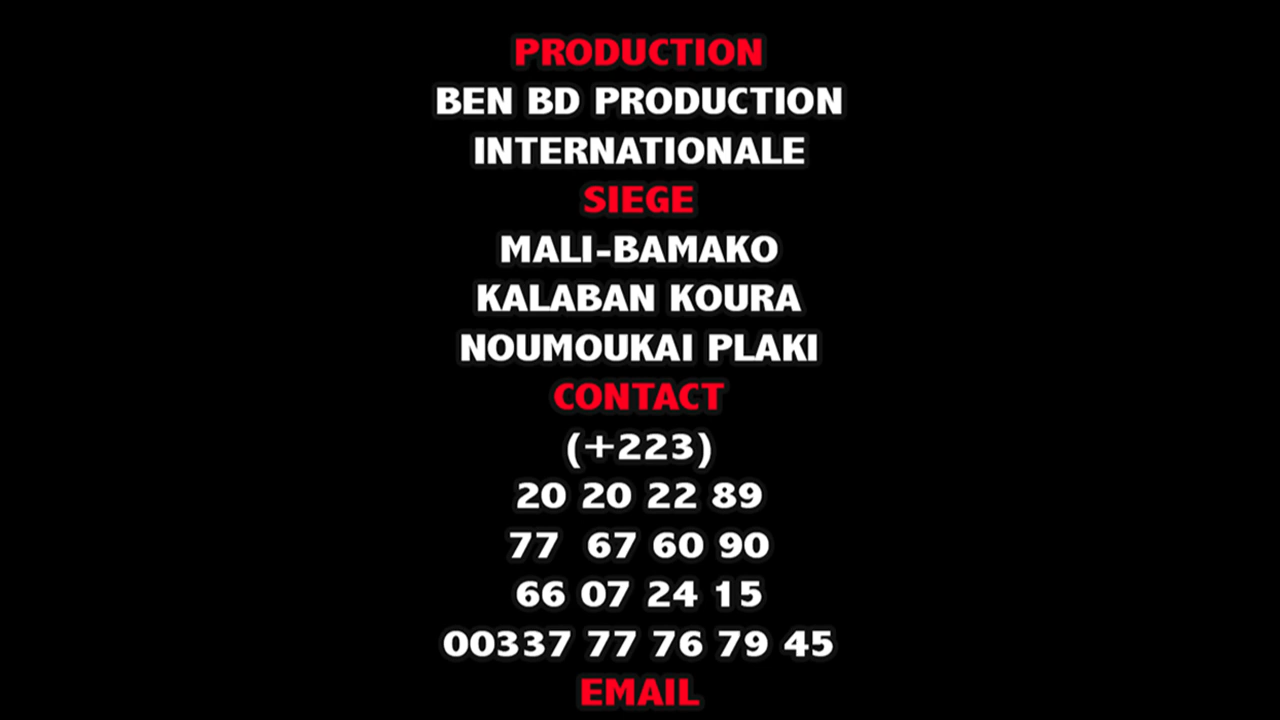 PRODUCTION
BEN BD PRODUCTION
INTERNATIONALE
SIEGE
MALI-BAMAKO
KALABAN KOURA
NOUMOUKAI PLAKI
CONTACT
(+223)
20 20 22 89
77 67 60 90
66 07 24 15
00337 77 76 79 45
EMAIL